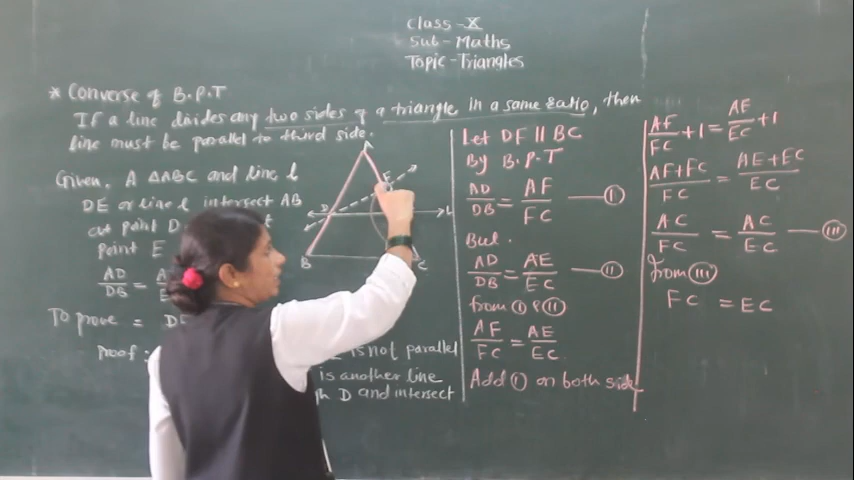 Class-X
Sub-Maths
Topic-Triangles
* Converse of B.P.T
If a line divides any two sides of a triangle in a same ratio, then
line must be parallel to third side.
Given. A ΔABC and line l
DE or line l intersect AB
at point D
point E
AD/DB =
To prove = DE
Proof:
is not parallel
is another line
D and intersect
A
E
D
L
B
C
Let DF || BC
By B.P.T
AD/DB = AF/FC — (I)
But.
AD/DB = AE/EC — (II)
from (I) & (II)
AF/FC = AE/EC
Add (1) on both side
AF/FC + 1 = AE/EC + 1
AF+FC/FC = AE+EC/EC
AC/FC = AC/EC — (III)
from (III)
FC = EC